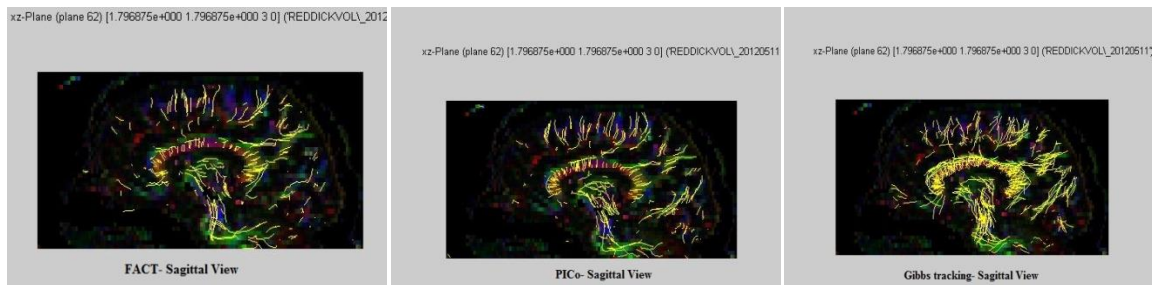 xz-Plane (plane 62) [1.796875e+000 1.796875e+000 3 0] ('REDDICKVOL\_2012
xz-Plane (plane 62) [1.796875e+000 1.796875e+000 3 0] ('REDDICKVOL\_20120511
xz-Plane (plane 62) [1.796875e+000 1.796875e+000 3 0] ('REDDICKVOL\_20120511')
FACT- Sagittal View
PICo- Sagittal View
Gibbs tracking- Sagittal View